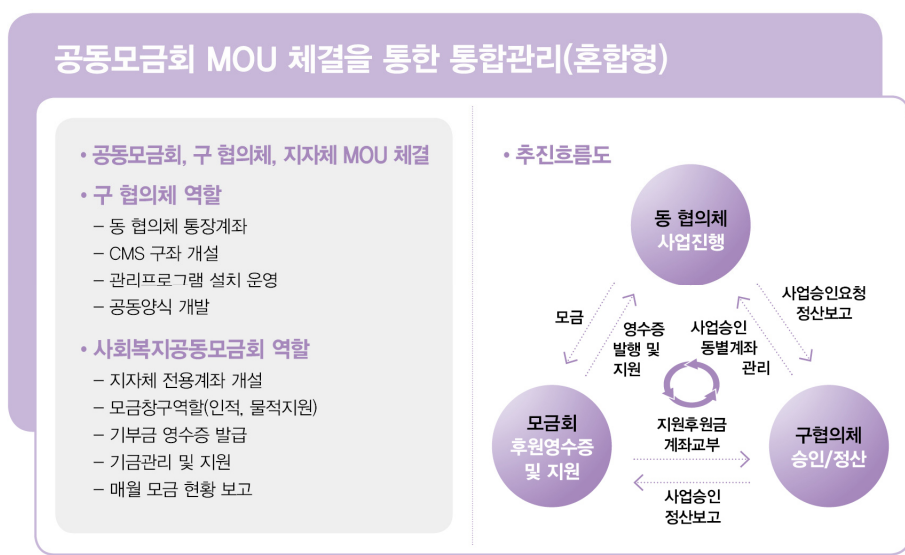 공동모금회 MOU 체결을 통한 통합관리(혼합형)
• 공동모금회, 구 협의체, 지자체 MOU 체결
• 구 협의체 역할
– 동 협의체 통장계좌
– CMS 구좌 개설
– 관리프로그램 설치 운영
– 공동양식 개발
• 사회복지공동모금회 역할
– 지자체 전용계좌 개설
– 모금창구역할(인적, 물적지원)
– 기부금 영수증 발급
– 기금관리 및 지원
– 매월 모금 현황 보고
• 추진흐름도
동 협의체
사업진행
모금
영수증
발행 및
지원
사업승인
동별계좌
관리
사업승인요청
정산보고
모금회
후원영수증
및 지원
지원후원금
계좌교부
구협의체
승인/정산
사업승인
정산보고